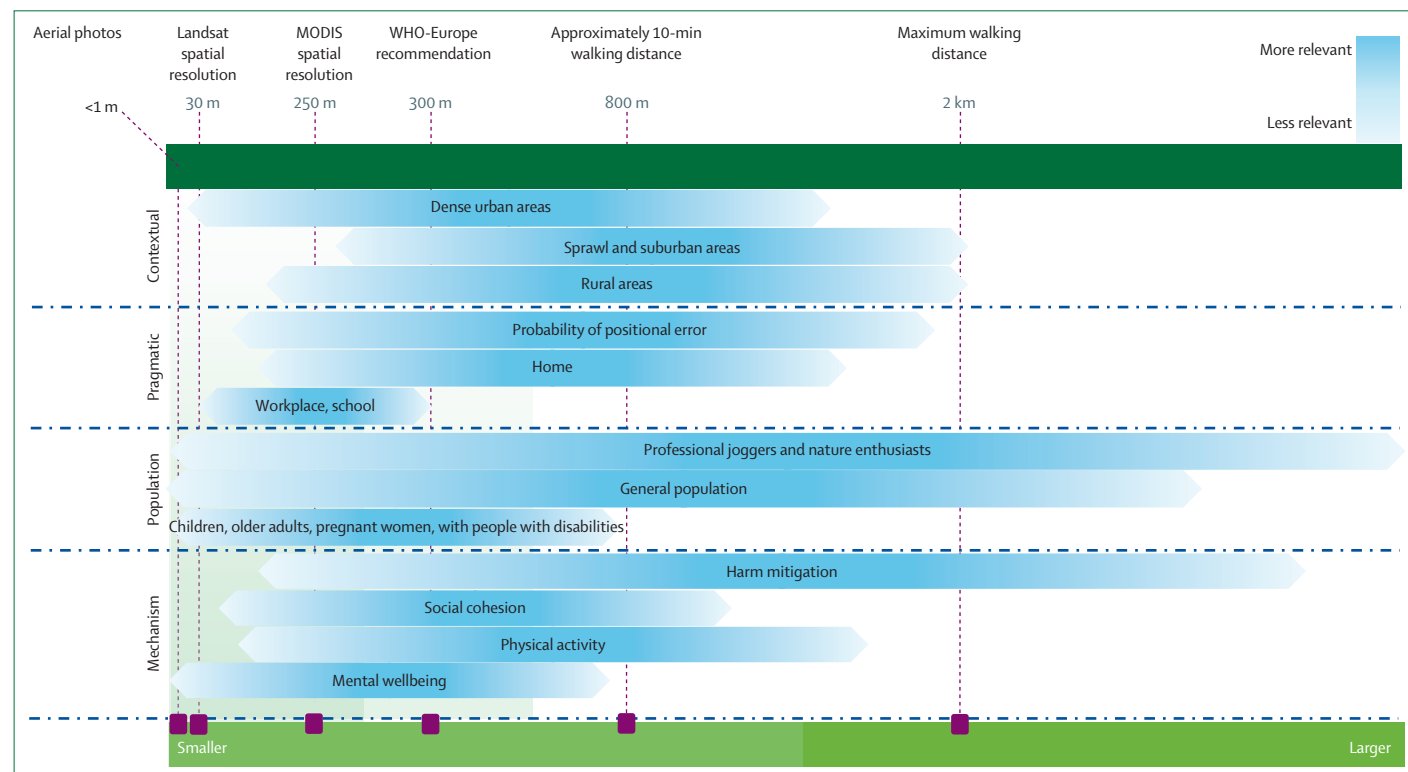 Aerial photos
Landsat
spatial
resolution
MODIS
spatial
resolution
WHO-Europe
recommendation
Approximately 10-min
walking distance
Maximum walking
distance
More relevant
Less relevant
<1 m
30 m
250 m
300 m
800 m
2 km
Contextual
Dense urban areas
Sprawl and suburban areas
Rural areas
Pragmatic
Probability of positional error
Home
Workplace, school
Population
Professional joggers and nature enthusiasts
General population
Children, older adults, pregnant women, with people with disabilities
Mechanism
Harm mitigation
Social cohesion
Physical activity
Mental wellbeing
Smaller
Larger